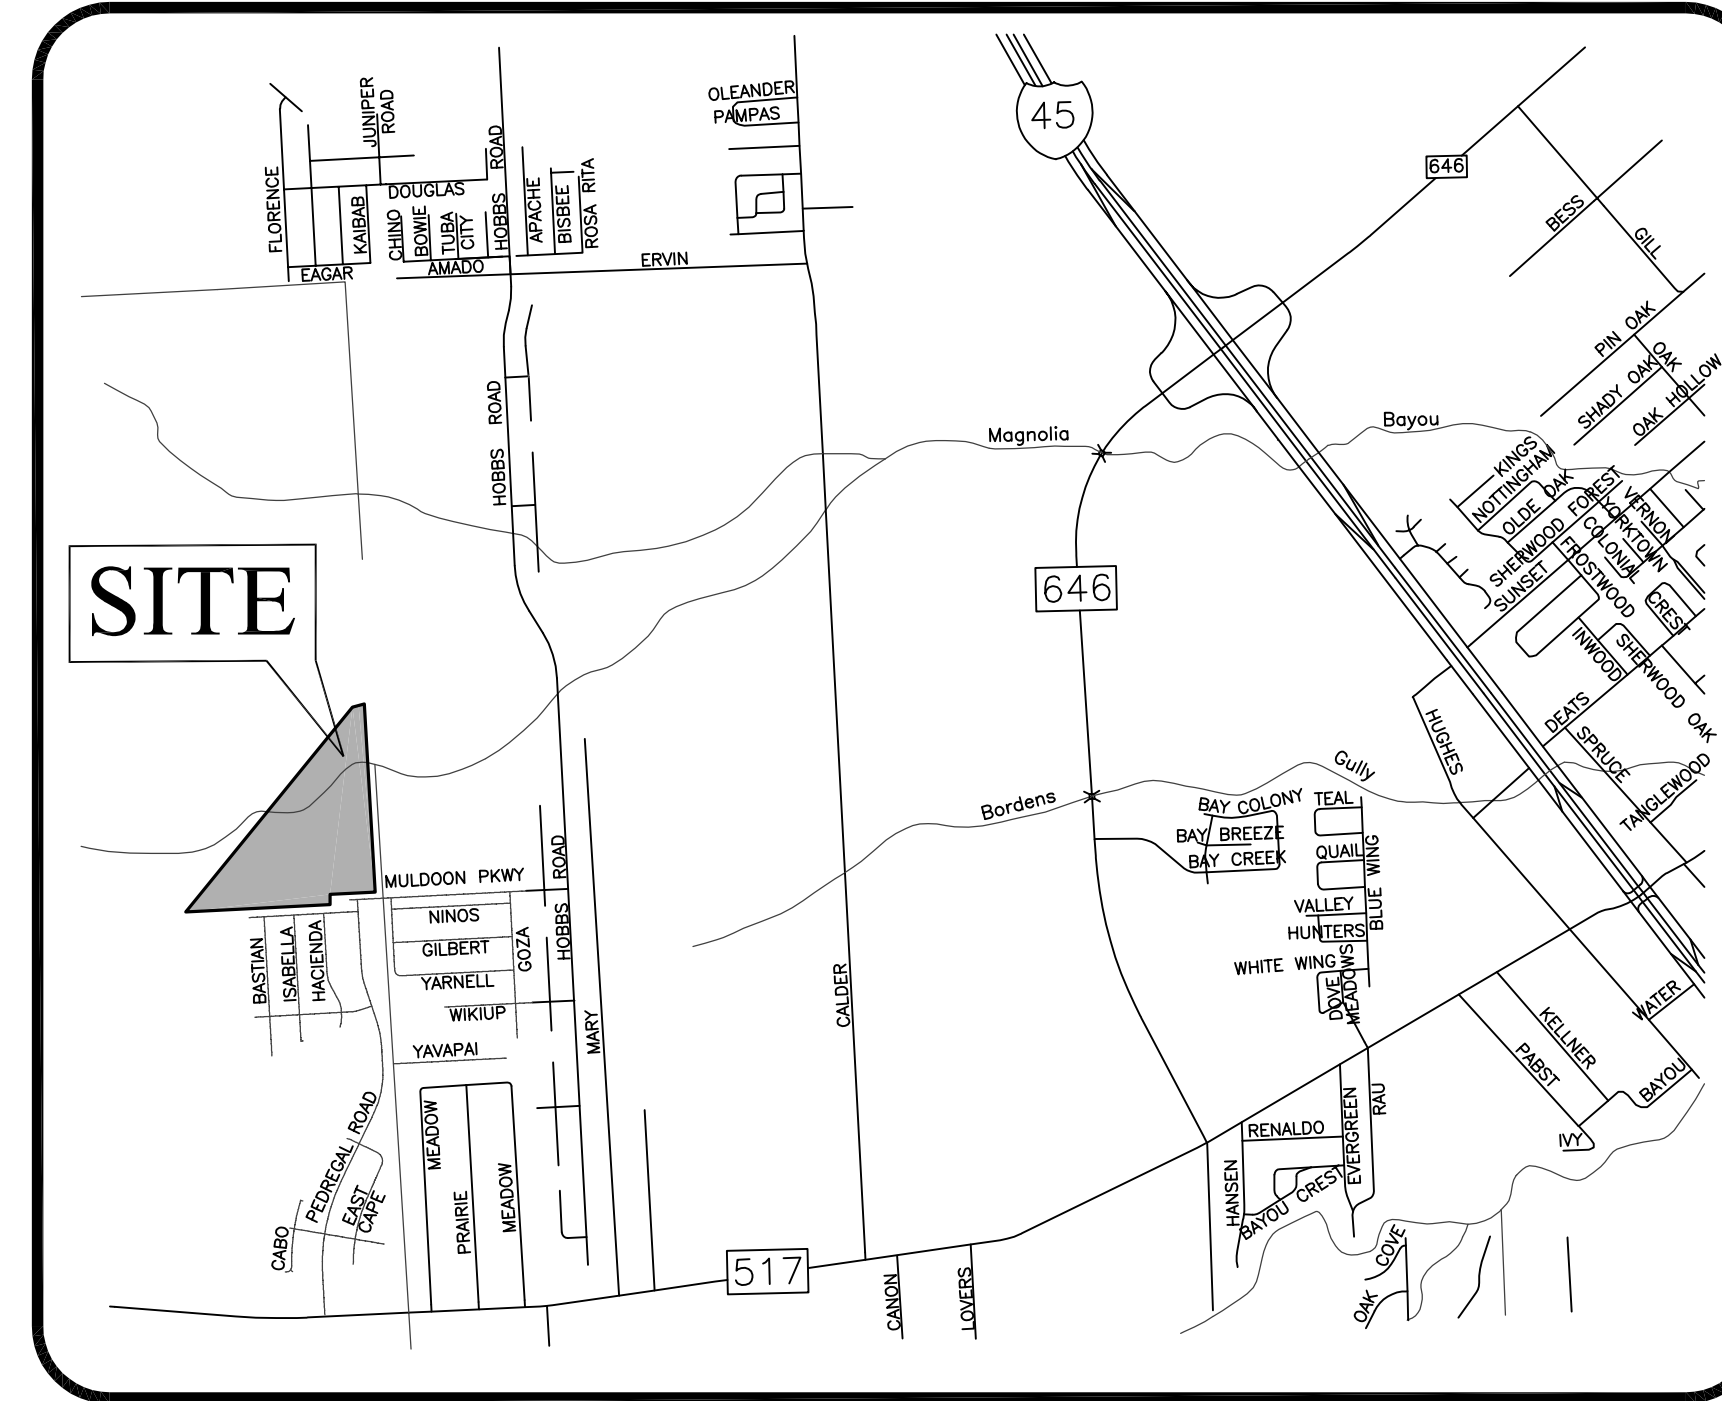 OLEANDER
PAMPAS
45
646
JUNIPER
ROAD
HOBBS ROAD
FLORENCE
DOUGLAS
KAIBAB
CHINO
BOWIE
TUBA
CITY
APACHE
BISBEE
ROSA RITA
EAGAR
AMADO
ERVIN
BESS
GILL
PIN OAK
SHADY OAK
OAK
OAK HOLLOW
HOBBS ROAD
Magnolia
Bayou
KINGS
NOTTINGHAM
OLDE OAK
SHERWOOD FOREST
SUNSET
VERNON
YORKTOWN
COLONIAL
FROSTWOOD
CREST
INWOOD
SHERWOOD OAK
SITE
646
DEATS
HUGHES
SPRUCE
TANGLEWOOD
Bordens
Gully
BAY COLONY
BAY BREEZE
BAY CREEK
TEAL
QUAIL
BLUE WING
VALLEY
HUNTERS
WHITE WING
DOVE
MEADOWS
MULDOON PKWY
HOBBS ROAD
NINOS
GILBERT
YARNELL
WIKIUP
YAVAPAI
GOZA
BASTIAN
ISABELLA
HACIENDA
MARY
CALDER
WATER
KELLNER
PABST
BAYOU
IVY
RAU
EVERGREEN
RENALDO
HANSEN
BAYOU CREST
PEDREGAL ROAD
EAST
CAPE
CABO
MEADOW
PRAIRIE
MEADOW
517
CANON
LOVERS
OAK COVE